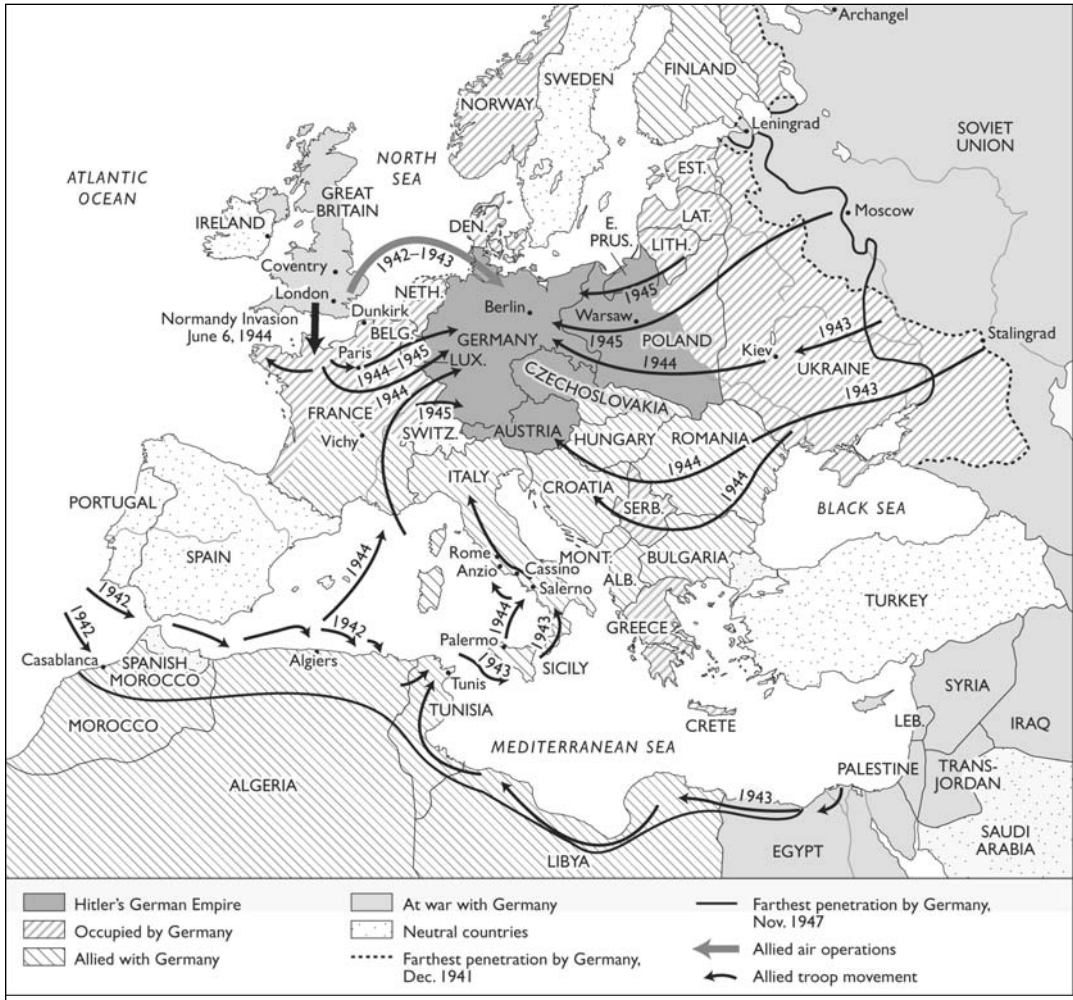 Archangel
SWEDEN
FINLAND
NORWAY
Leningrad
SOVIET
UNION
NORTH
SEA
ATLANTIC
OCEAN
EST.
GREAT
BRITAIN
IRELAND
DEN.
LAT.
Moscow
E.
PRUS.
LITH.
1942–1943
Coventry
London
NETH.
Berlin
1945
Warsaw
1945
Dunkirk
Normandy Invasion
June 6, 1944
BELG.
GERMANY
POLAND
1944
Kiev
1943
Stalingrad
Paris
LUX.
1944–1945
1944
CZECHOSLOVAKIA
UKRAINE
1943
FRANCE
Vichy
1945
SWITZ.
AUSTRIA
HUNGARY
ROMANIA
1944
ITALY
CROATIA
1944
SERB.
BLACK SEA
PORTUGAL
SPAIN
1944
Rome
Anzio
Cassino
Salerno
MONT.
ALB.
BULGARIA
TURKEY
1942
1942
1942
Algiers
1944
Palermo
1943
1943
SICILY
GREECE
Casablanca
SPANISH
MOROCCO
Tunis
TUNISIA
CRETE
SYRIA
LEB.
IRAQ
MOROCCO
MEDITERRANEAN SEA
PALESTINE
TRANS-
JORDAN
ALGERIA
1943
LIBYA
EGYPT
SAUDI
ARABIA
Hitler's German Empire
Occupied by Germany
Allied with Germany
At war with Germany
Neutral countries
Farthest penetration by Germany,
Dec. 1941
Farthest penetration by Germany,
Nov. 1947
Allied air operations
Allied troop movement